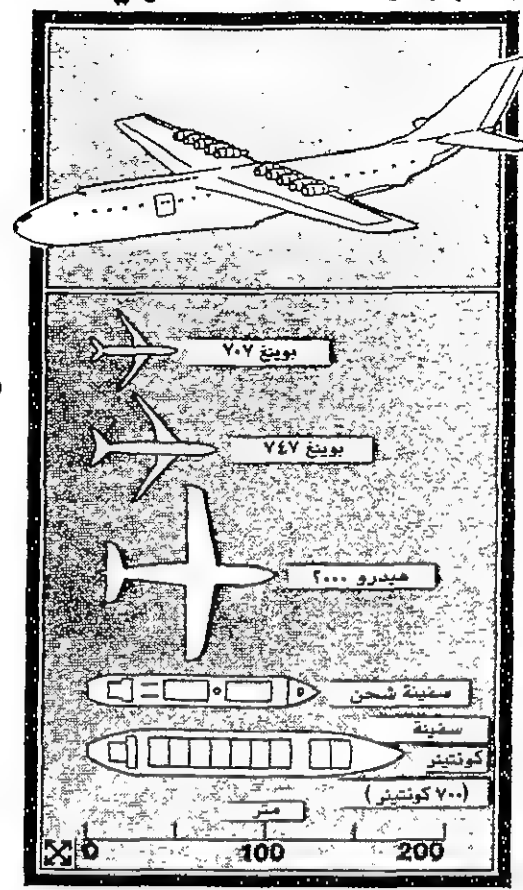 بوينغ ٧٠٧
بوينغ ٧٤٧
هيدرو ٢٠٠٠
سفينة شحن
سفينة
كونتينر
(٧٠٠ كونتينر)
متر
0 100 200